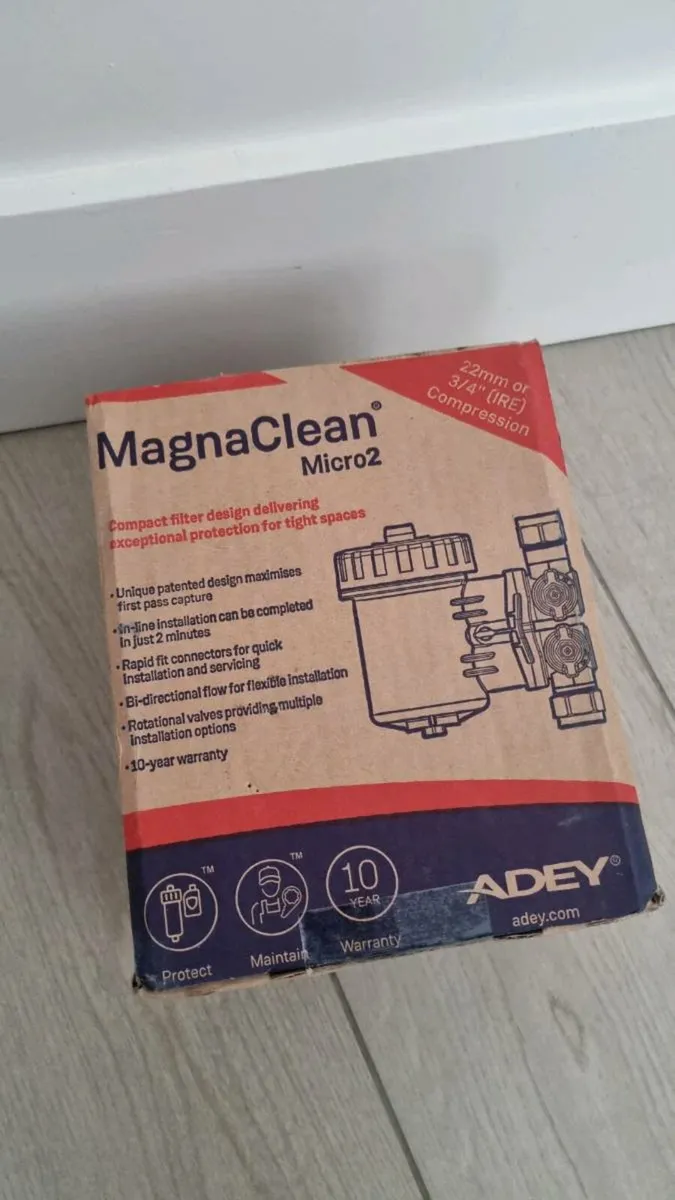 22mm or
3/4" (IRE)
Compression
MagnaClean®
Micro2
Compact filter design delivering
exceptional protection for tight spaces
• Unique patented design maximises
first pass capture
• In-line installation can be completed
in just 2 minutes
• Rapid fit connectors for quick
installation and servicing
• Bi-directional flow for flexible installation
• Rotational valves providing multiple
installation options
• 10-year warranty
TM
TM
10
YEAR
Protect
Maintain
Warranty
ADEY®
adey.com